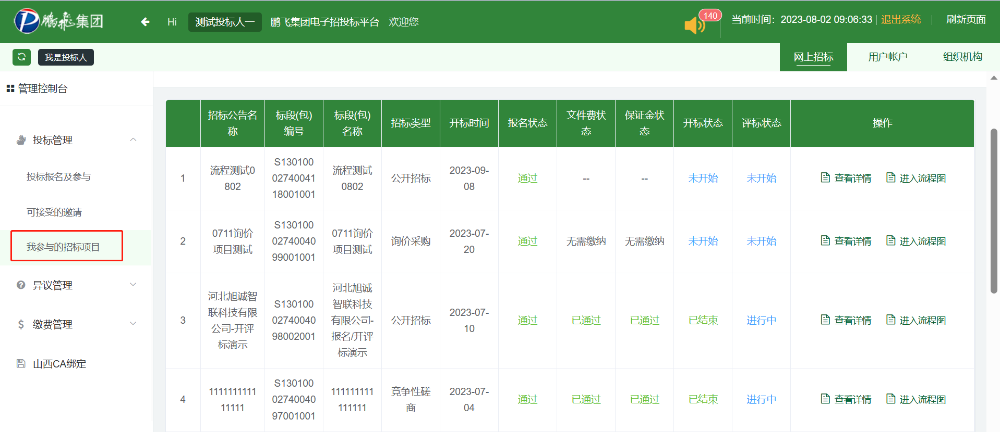 鹏飞集团
Hi 测试投标人一 鹏飞集团电子招投标平台 欢迎您
140
当前时间：2023-08-02 09:06:33 退出系统 刷新页面
我是投标人
网上招标 用户帐户 组织机构
管理控制台
投标管理
投标报名及参与
可接受的邀请
我参与的招标项目
异议管理
缴费管理
山西CA绑定
招标公告名
称
标段(包)
编号
标段(包)
名称
招标类型
开标时间
报名状态
文件费状
态
保证金状
态
开标状态
评标状态
操作
1
流程测试0
802
S130100
02740041
18001001
流程测试
0802
公开招标
2023-09-
08
通过
--
--
未开始
未开始
查看详情 进入流程图
2
0711询价
项目测试
S130100
02740040
99001001
0711询价
项目测试
询价采购
2023-07-
20
通过
无需缴纳
无需缴纳
未开始
未开始
查看详情 进入流程图
3
河北旭诚智
联科技有限
公司-开评
标演示
S130100
02740040
98002001
河北旭诚
智联科技
有限公司-
报名/开评
标演示
公开招标
2023-07-
10
通过
已通过
已通过
已结束
进行中
查看详情 进入流程图
4
1111111111
11111
S130100
02740040
97001001
111111111
111111
竞争性磋
商
2023-07-
04
通过
已通过
已通过
已结束
进行中
查看详情 进入流程图